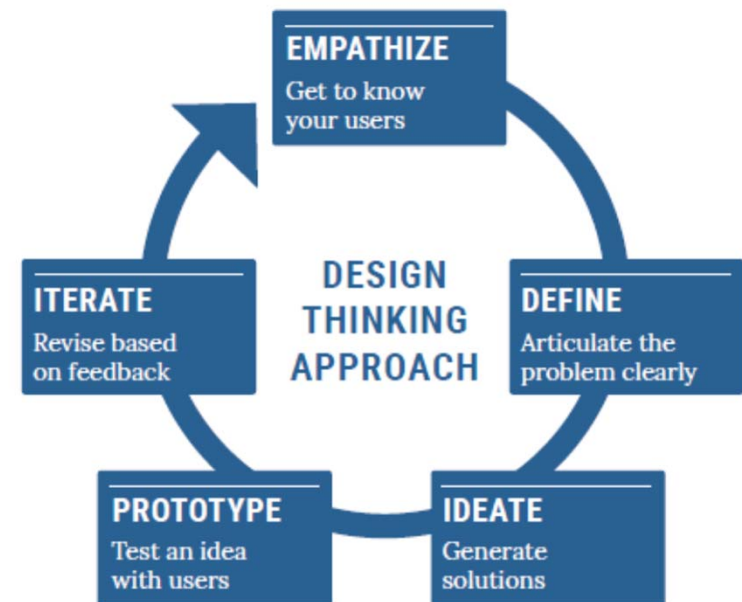 EMPATHIZE
Get to know
your users
DESIGN
THINKING
APPROACH
DEFINE
Articulate the
problem clearly
IDEATE
Generate
solutions
PROTOTYPE
Test an idea
with users
ITERATE
Revise based
on feedback